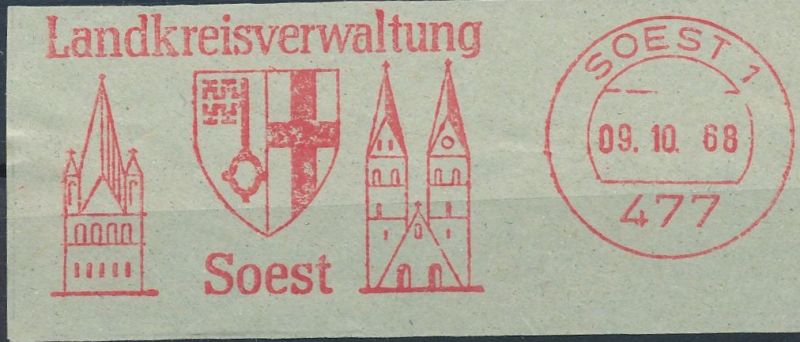 Landkreisverwaltung
Soest
SOEST 1
09.10.68
477